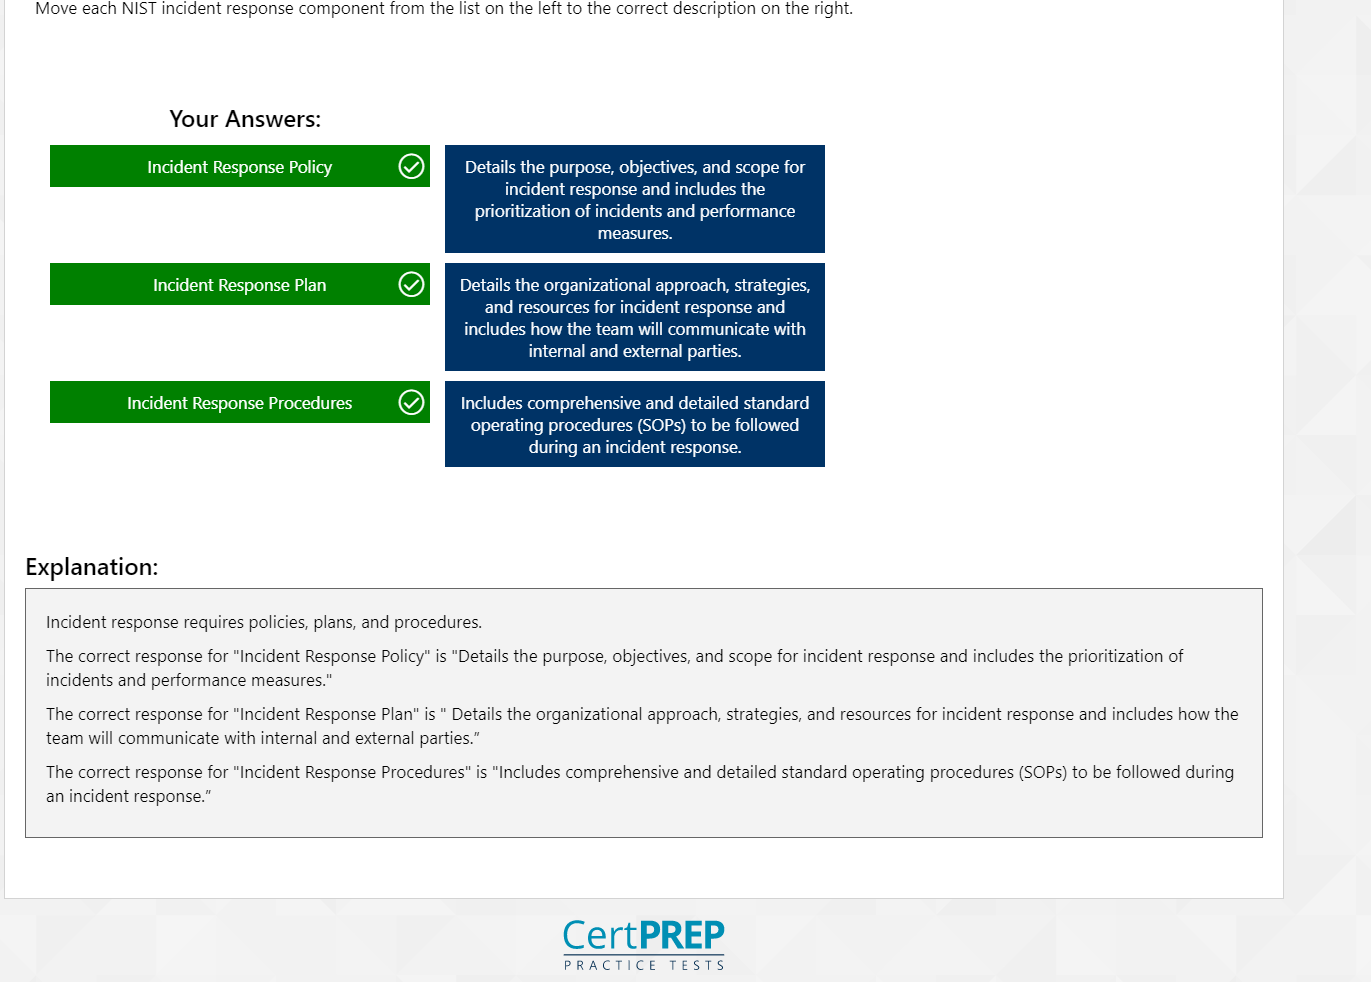 Move each NIST incident response component from the list on the left to the correct description on the right.
Your Answers:
Incident Response Policy
Details the purpose, objectives, and scope for
incident response and includes the
prioritization of incidents and performance
measures.
Incident Response Plan
Details the organizational approach, strategies,
and resources for incident response and
includes how the team will communicate with
internal and external parties.
Incident Response Procedures
Includes comprehensive and detailed standard
operating procedures (SOPs) to be followed
during an incident response.
Explanation:
Incident response requires policies, plans, and procedures.
The correct response for "Incident Response Policy" is "Details the purpose, objectives, and scope for incident response and includes the prioritization of
incidents and performance measures."
The correct response for "Incident Response Plan" is " Details the organizational approach, strategies, and resources for incident response and includes how the
team will communicate with internal and external parties.”
The correct response for "Incident Response Procedures" is "Includes comprehensive and detailed standard operating procedures (SOPs) to be followed during
an incident response.”
CertPREP
PRACTICE TESTS